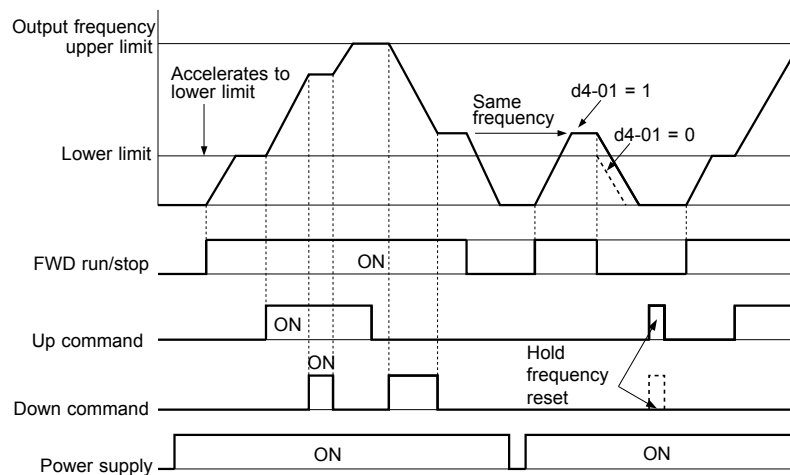 Output frequency
upper limit
Accelerates to
lower limit
Same
frequency
d4-01 = 1
d4-01 = 0
Lower limit
FWD run/stop
ON
Up command
ON
ON
Hold
frequency
reset
Down command
Power supply
ON
ON